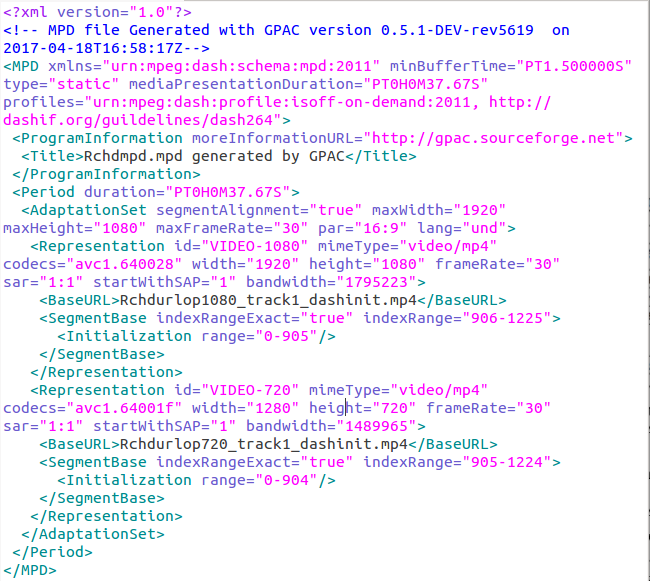 <?xml version="1.0"?>
<!-- MPD file Generated with GPAC version 0.5.1-DEV-rev5619  on
2017-04-18T16:58:17Z-->
<MPD xmlns="urn:mpeg:dash:schema:mpd:2011" minBufferTime="PT1.500000S"
type="static" mediaPresentationDuration="PT0H0M37.67S"
profiles="urn:mpeg:dash:profile:isoff-on-demand:2011, http://
dashif.org/guildelines/dash264">
 <ProgramInformation moreInformationURL="http://gpac.sourceforge.net">
  <Title>Rchdmpd.mpd generated by GPAC</Title>
 </ProgramInformation>
 <Period duration="PT0H0M37.67S">
  <AdaptationSet segmentAlignment="true" maxWidth="1920"
maxHeight="1080" maxFrameRate="30" par="16:9" lang="und">
   <Representation id="VIDEO-1080" mimeType="video/mp4"
codecs="avc1.640028" width="1920" height="1080" frameRate="30"
sar="1:1" startWithSAP="1" bandwidth="1795223">
    <BaseURL>Rchdurlop1080_track1_dashinit.mp4</BaseURL>
    <SegmentBase indexRangeExact="true" indexRange="906-1225">
      <Initialization range="0-905"/>
    </SegmentBase>
   </Representation>
   <Representation id="VIDEO-720" mimeType="video/mp4"
codecs="avc1.64001f" width="1280" height="720" frameRate="30"
sar="1:1" startWithSAP="1" bandwidth="1489965">
    <BaseURL>Rchdurlop720_track1_dashinit.mp4</BaseURL>
    <SegmentBase indexRangeExact="true" indexRange="905-1224">
      <Initialization range="0-904"/>
    </SegmentBase>
   </Representation>
  </AdaptationSet>
 </Period>
</MPD>